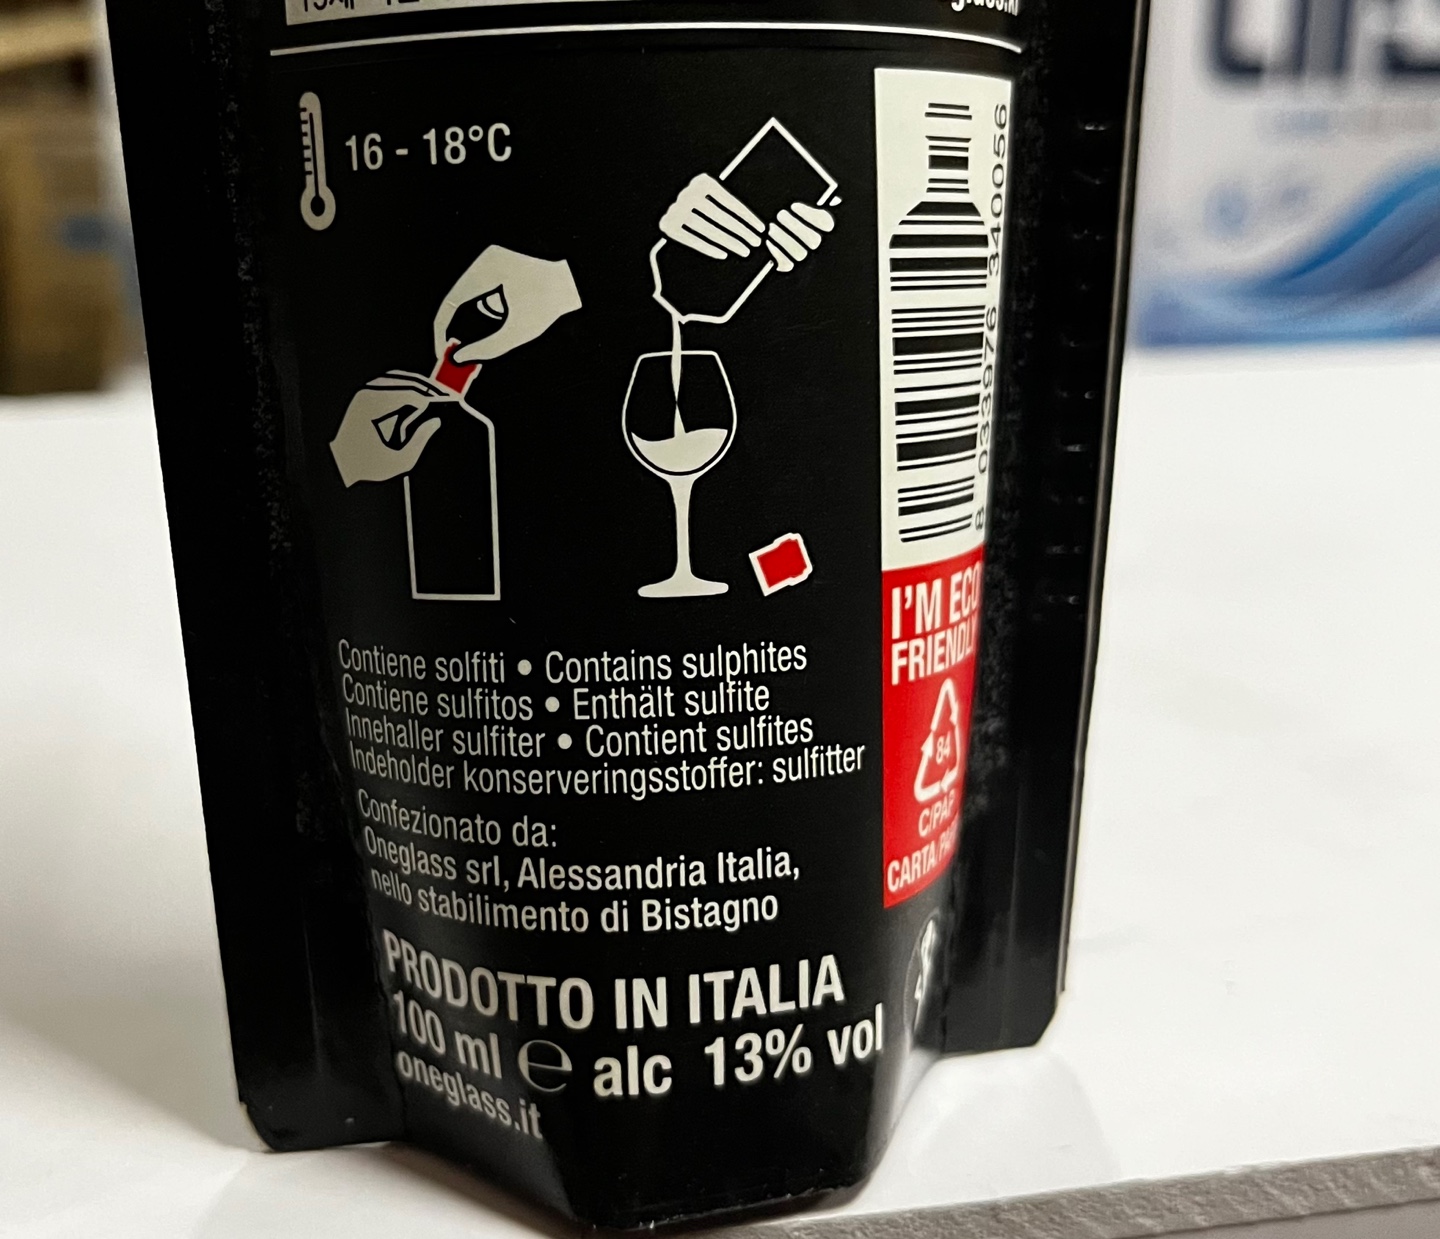 16 - 18°C
8 033976 340056
I'M ECO
FRIENDLY
84
C/PAP
CARTA
Contiene solfiti • Contains sulphites
Contiene sulfitos • Enthält sulfite
Innehaller sulfiter • Contient sulfites
Indeholder konserveringsstoffer: sulfitter
Confezionato da:
Oneglass srl, Alessandria Italia,
nello stabilimento di Bistagno
PRODOTTO IN ITALIA
100 ml ℮ alc 13% vol
oneglass.it